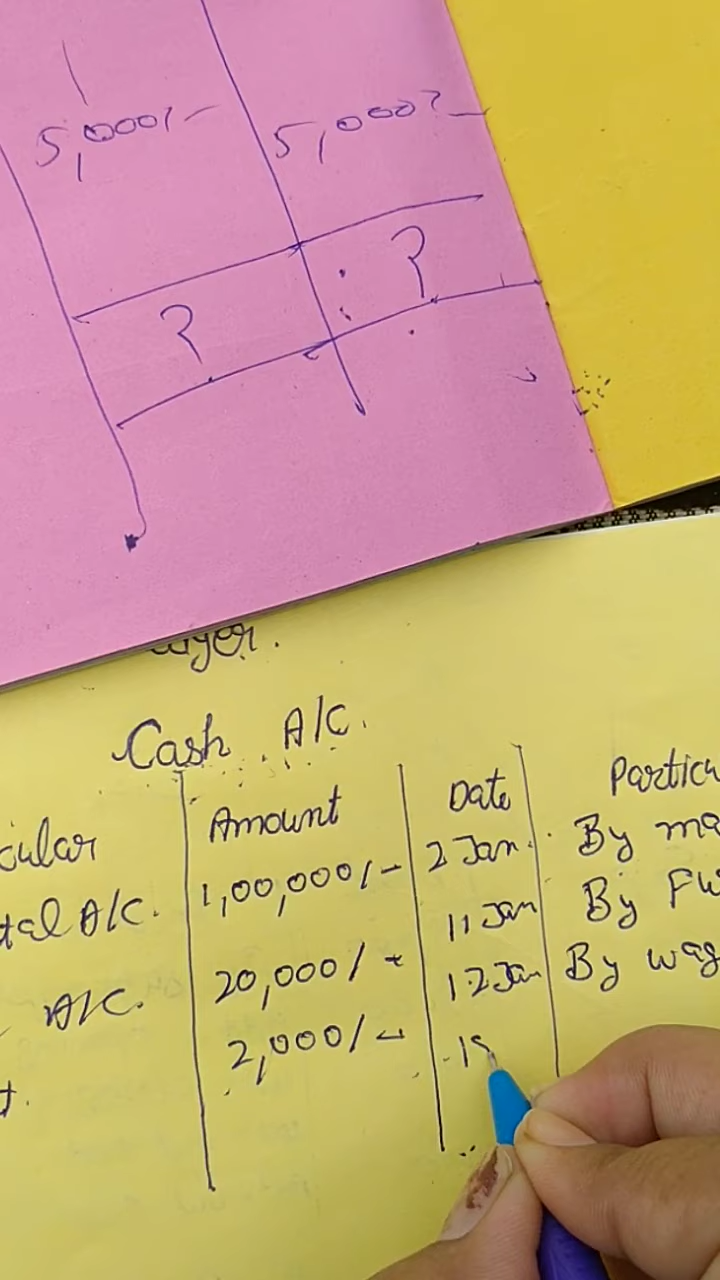 5,000/- 5,000/-
? : ?
Cash A/C.
cular Amount Date Particu
tal A/C. 1,00,000/- 2 Jan. By ma
11 Jan By Fu
A/C. 20,000/- 12 Jan By wag
t. 2,000/-